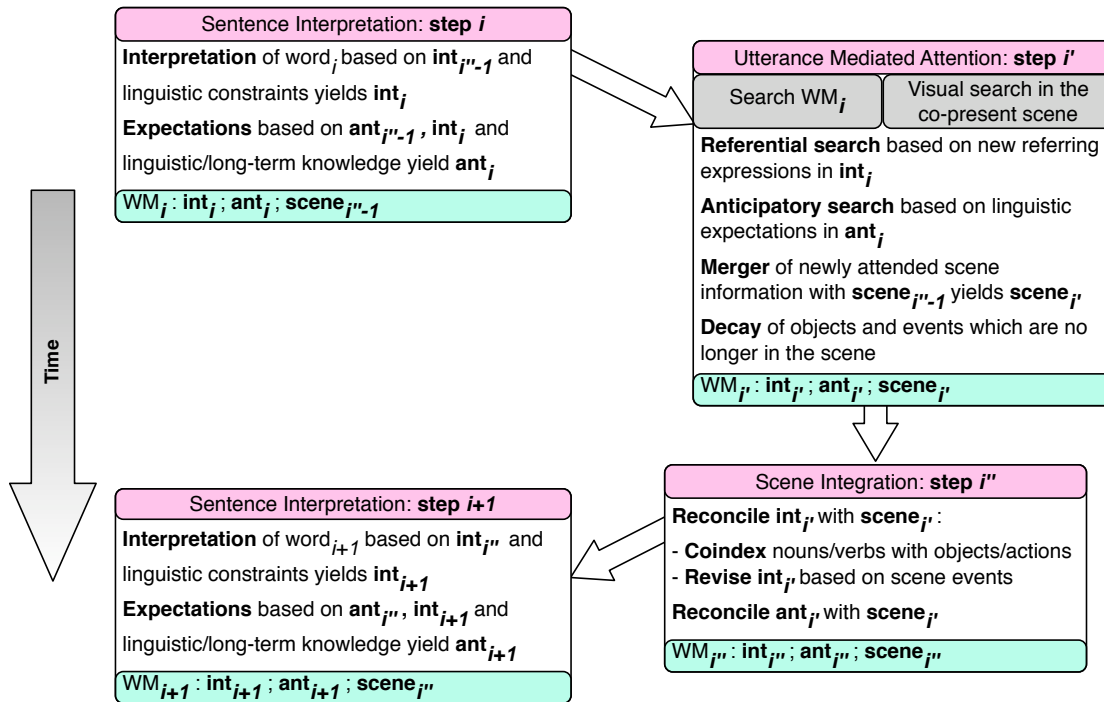 Sentence Interpretation: step i
Interpretation of word_i based on int_i''-1 and
linguistic constraints yields int_i
Expectations based on ant_i''-1 , int_i and
linguistic/long-term knowledge yield ant_i
WM_i : int_i ; ant_i ; scene_i''-1
Utterance Mediated Attention: step i'
Search WM_i
Visual search in the
co-present scene
Referential search based on new referring
expressions in int_i
Anticipatory search based on linguistic
expectations in ant_i
Merger of newly attended scene
information with scene_i''-1 yields scene_i'
Decay of objects and events which are no
longer in the scene
WM_i' : int_i' ; ant_i' ; scene_i'
Time
Scene Integration: step i''
Reconcile int_i' with scene_i' :
- Coindex nouns/verbs with objects/actions
- Revise int_i' based on scene events
Reconcile ant_i' with scene_i'
WM_i'' : int_i'' ; ant_i'' ; scene_i''
Sentence Interpretation: step i+1
Interpretation of word_i+1 based on int_i'' and
linguistic constraints yields int_i+1
Expectations based on ant_i'' , int_i+1 and
linguistic/long-term knowledge yield ant_i+1
WM_i+1 : int_i+1 ; ant_i+1 ; scene_i''